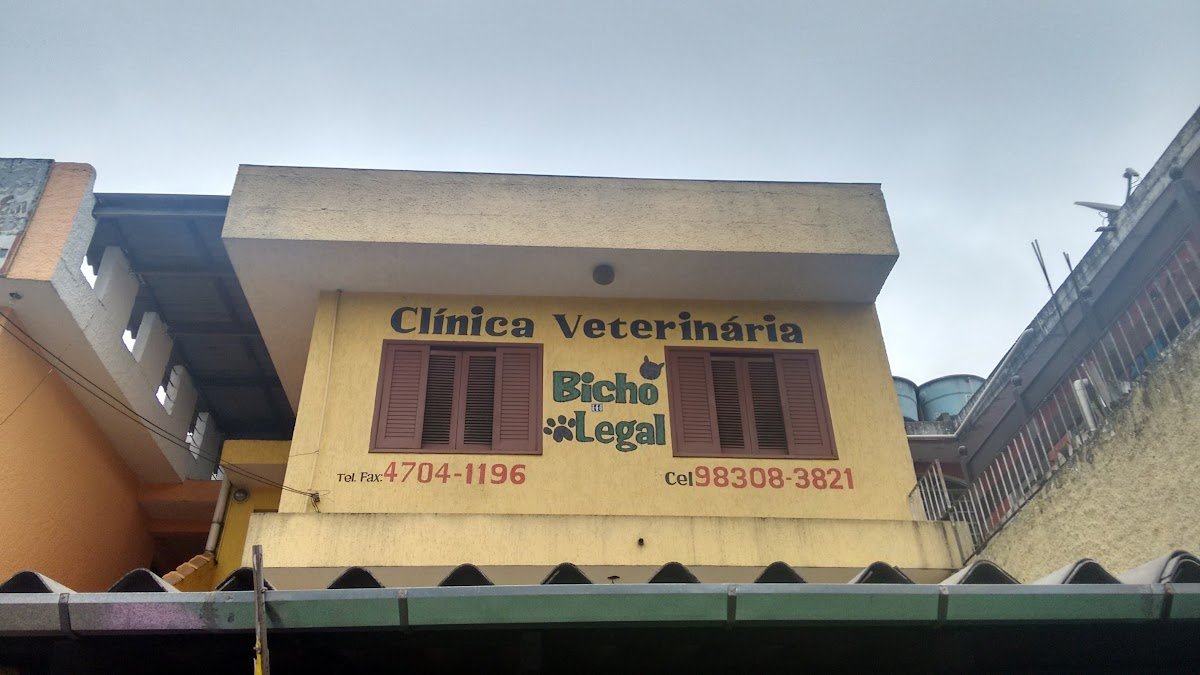 Clínica Veterinária
Bicho
Legal
Tel. Fax: 4704-1196
Cel 98308-3821